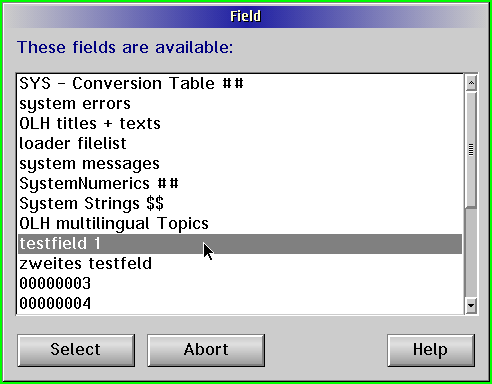 Field
These fields are available:
SYS - Conversion Table ##
system errors
OLH titles + texts
loader filelist
system messages
SystemNumerics ##
System Strings $$
OLH multilingual Topics
testfield 1
zweites testfeld
00000003
00000004
Select Abort Help